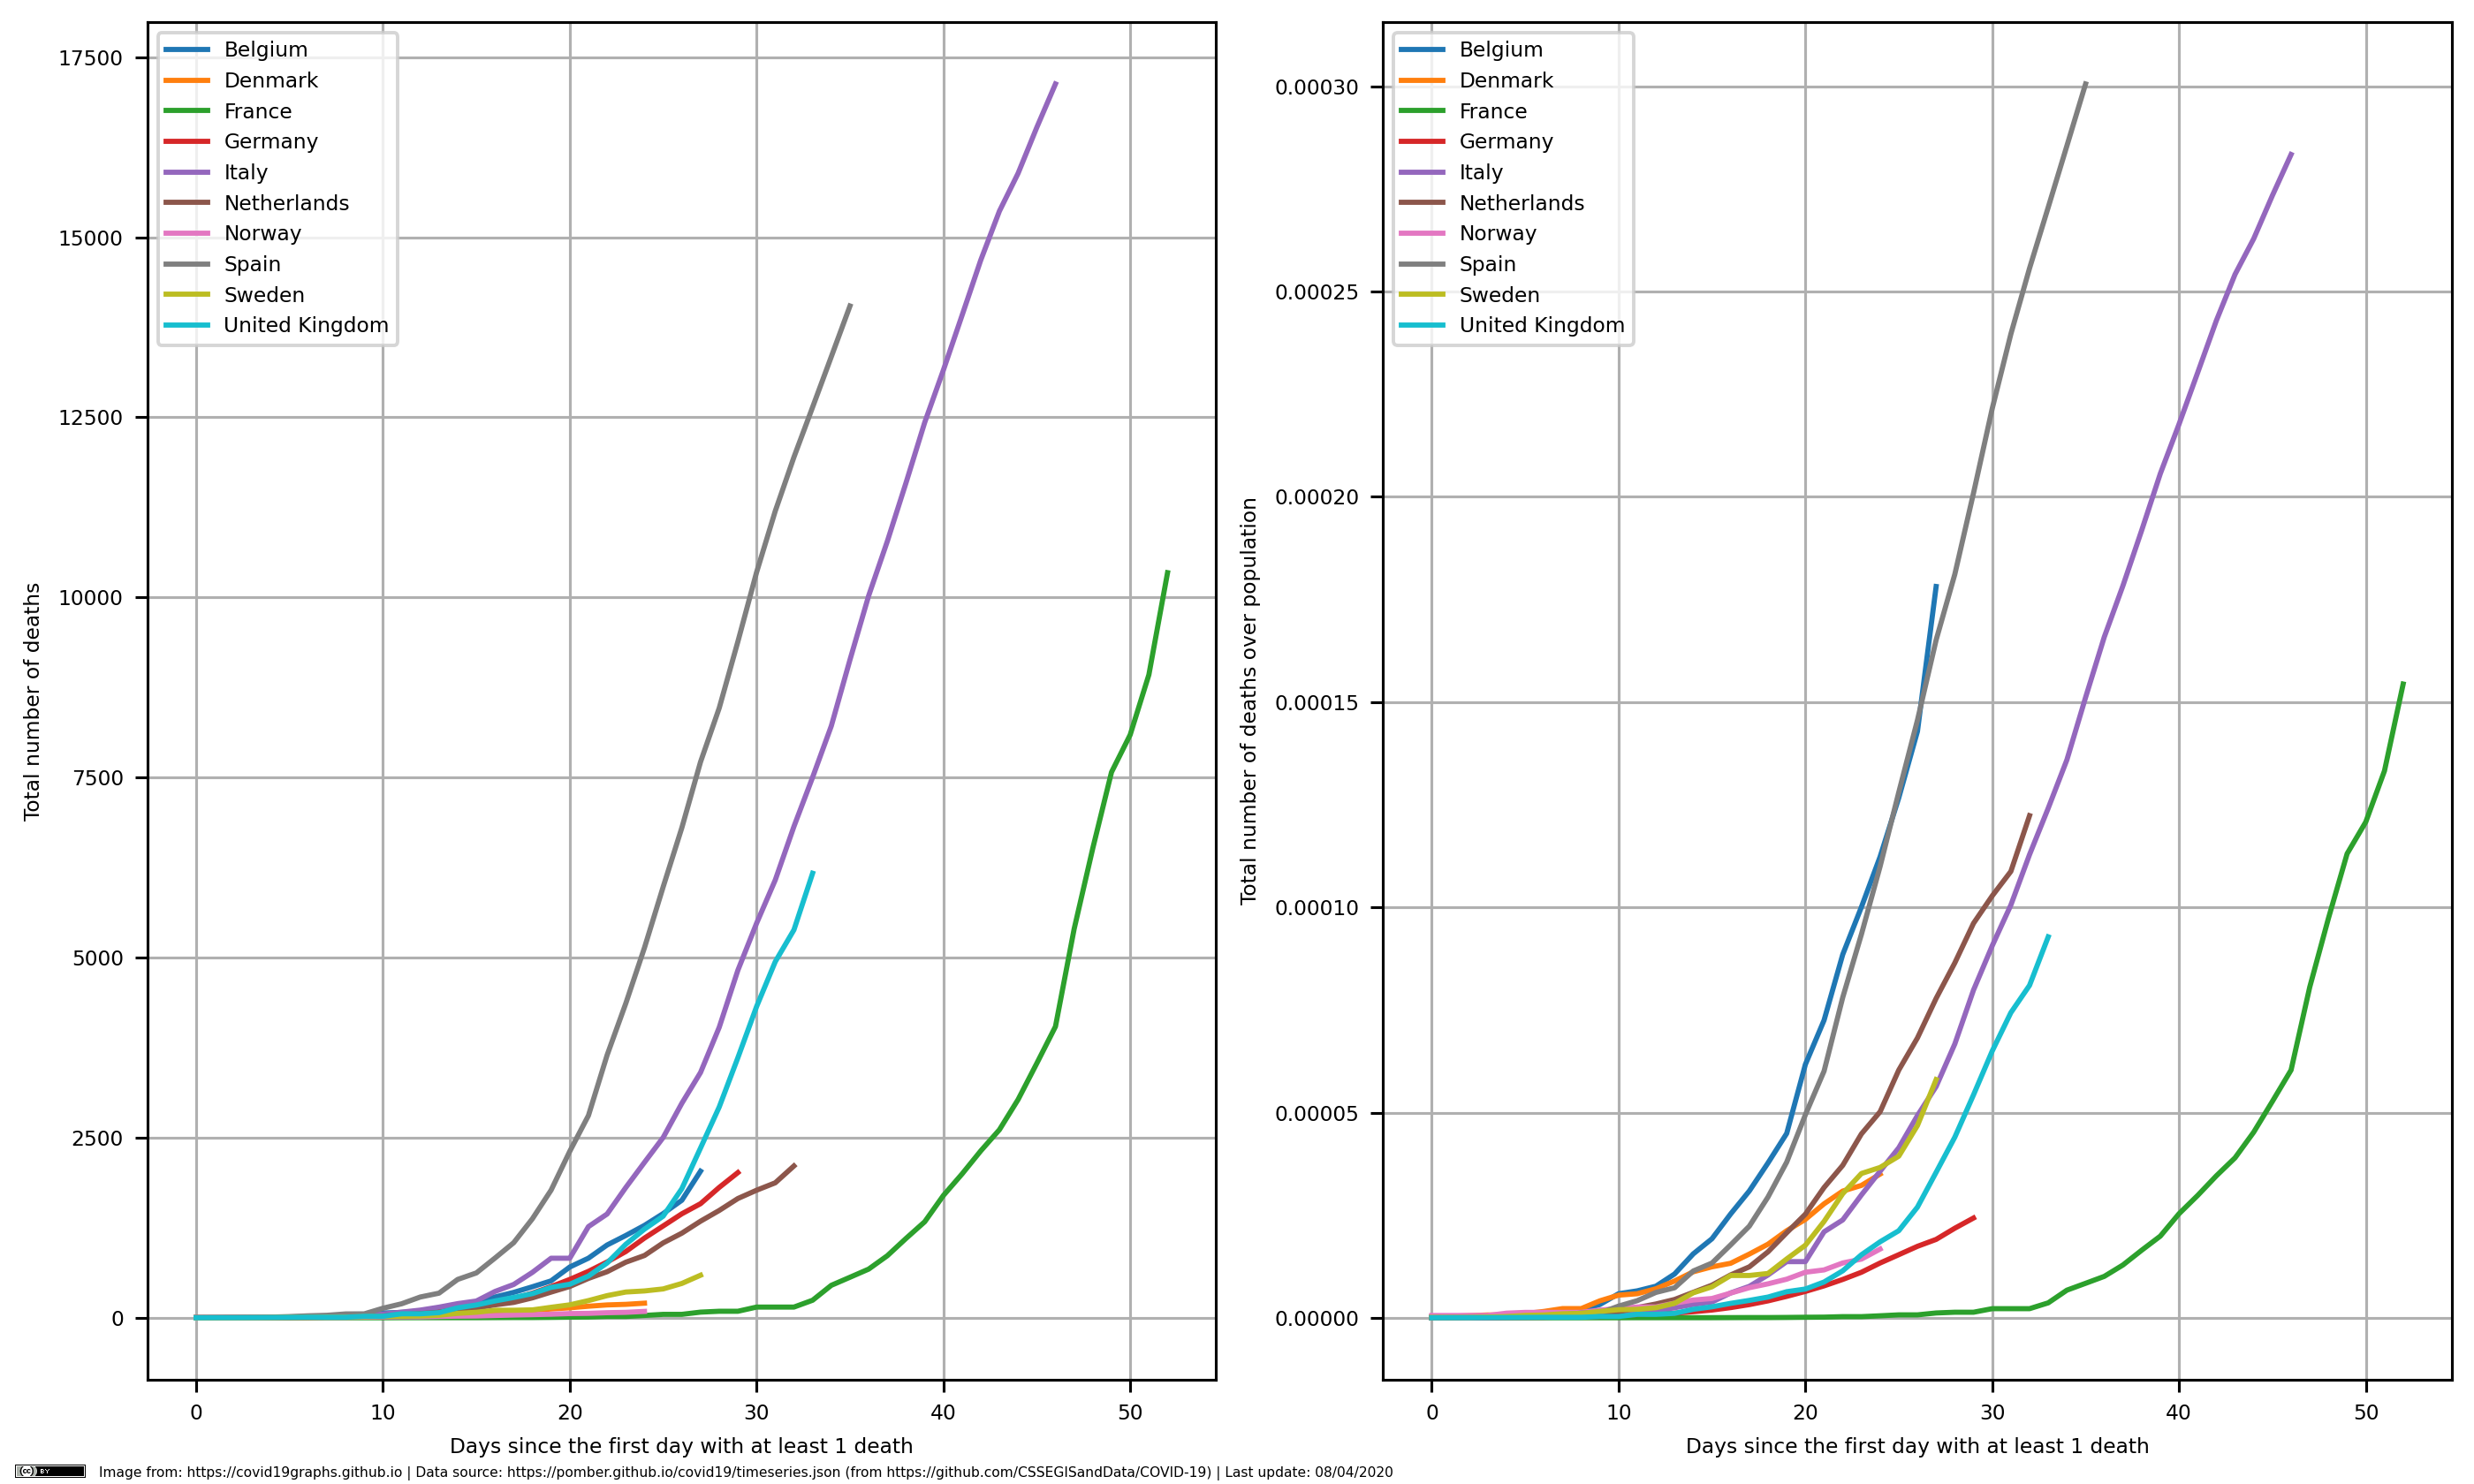 17500
15000
12500
10000
7500
5000
2500
0
Total number of deaths
Belgium
Denmark
France
Germany
Italy
Netherlands
Norway
Spain
Sweden
United Kingdom
0 10 20 30 40 50
Days since the first day with at least 1 death
0.00030
0.00025
0.00020
0.00015
0.00010
0.00005
0.00000
Total number of deaths over population
Belgium
Denmark
France
Germany
Italy
Netherlands
Norway
Spain
Sweden
United Kingdom
0 10 20 30 40 50
Days since the first day with at least 1 death
(cc) BY
Image from: https://covid19graphs.github.io | Data source: https://pomber.github.io/covid19/timeseries.json (from https://github.com/CSSEGISandData/COVID-19) | Last update: 08/04/2020